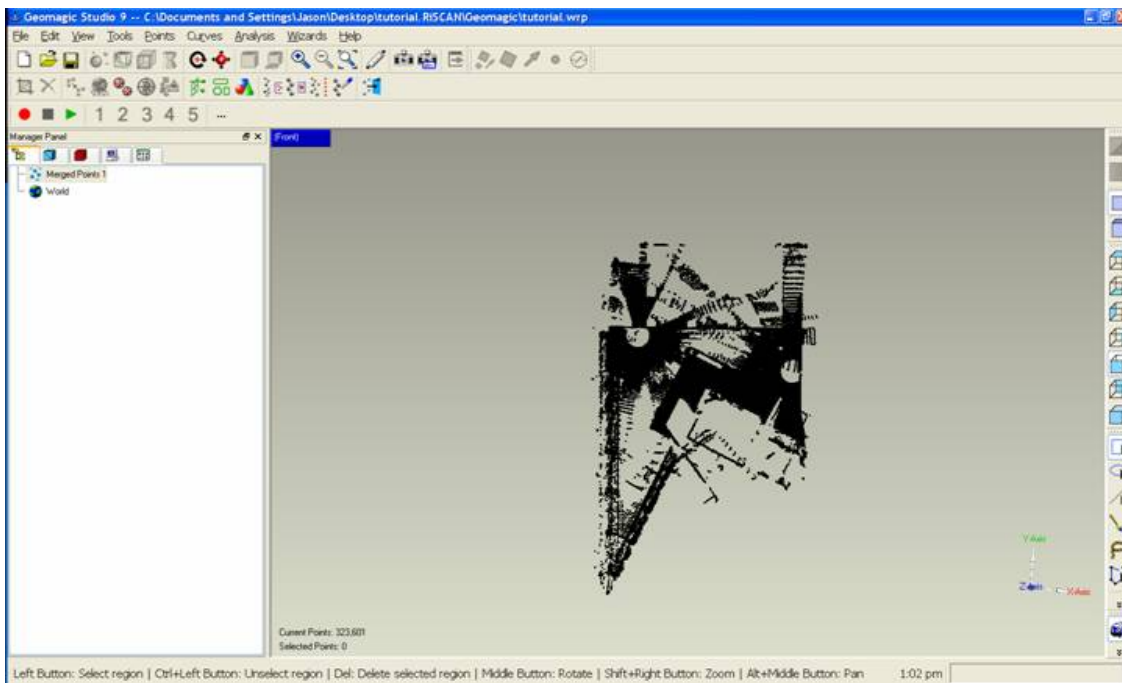 Geomagic Studio 9 -- C:\Documents and Settings\Jason\Desktop\tutorial.RiSCAN\Geomagic\tutorial.wrp
File Edit View Tools Points Curves Analysis Wizards Help
1 2 3 4 5 ...
Manager Panel
(Front)
Merged Points 1
World
Y-Axis
Z-Axis
X-Axis
Current Points: 323,601
Selected Points: 0
Left Button: Select region | Ctrl+Left Button: Unselect region | Del: Delete selected region | Middle Button: Rotate | Shift+Right Button: Zoom | Alt+Middle Button: Pan 1:02 pm